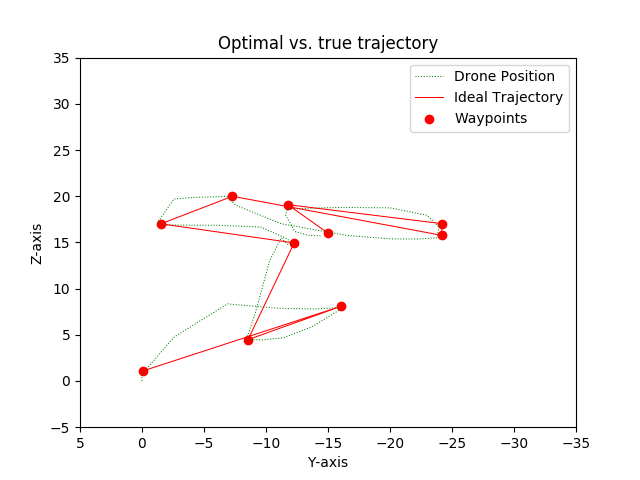 Optimal vs. true trajectory
Drone Position
Ideal Trajectory
Waypoints
35
30
25
20
15
10
5
0
−5
Z-axis
5 0 −5 −10 −15 −20 −25 −30 −35
Y-axis